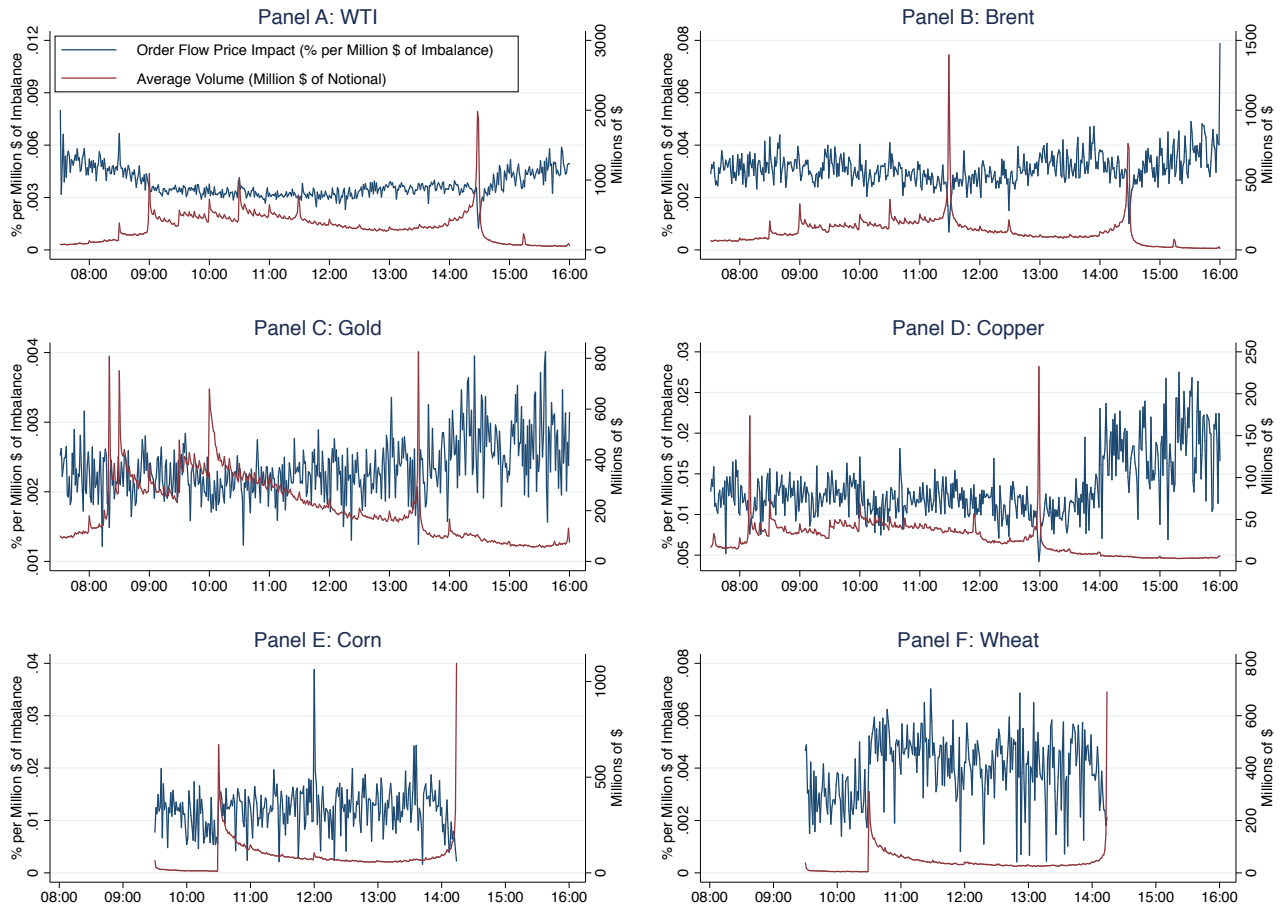 Panel A: WTI
% per Million $ of Imbalance
0 .003 .006 .009 .012
Order Flow Price Impact (% per Million $ of Imbalance)
Average Volume (Million $ of Notional)
0 1000 2000 3000
Millions of $
08:00 09:00 10:00 11:00 12:00 13:00 14:00 15:00 16:00
Panel B: Brent
% per Million $ of Imbalance
0 .002 .004 .006 .008
0 500 1000 1500
Millions of $
08:00 09:00 10:00 11:00 12:00 13:00 14:00 15:00 16:00
Panel C: Gold
% per Million $ of Imbalance
.001 .002 .003 .004
0 200 400 600 800
Millions of $
08:00 09:00 10:00 11:00 12:00 13:00 14:00 15:00 16:00
Panel D: Copper
% per Million $ of Imbalance
.005 .01 .015 .02 .025 .03
0 50 100 150 200 250
Millions of $
08:00 09:00 10:00 11:00 12:00 13:00 14:00 15:00 16:00
Panel E: Corn
% per Million $ of Imbalance
0 .01 .02 .03 .04
0 500 1000
Millions of $
08:00 09:00 10:00 11:00 12:00 13:00 14:00 15:00 16:00
Panel F: Wheat
% per Million $ of Imbalance
0 .002 .004 .006 .008
0 200 400 600 800
Millions of $
08:00 09:00 10:00 11:00 12:00 13:00 14:00 15:00 16:00